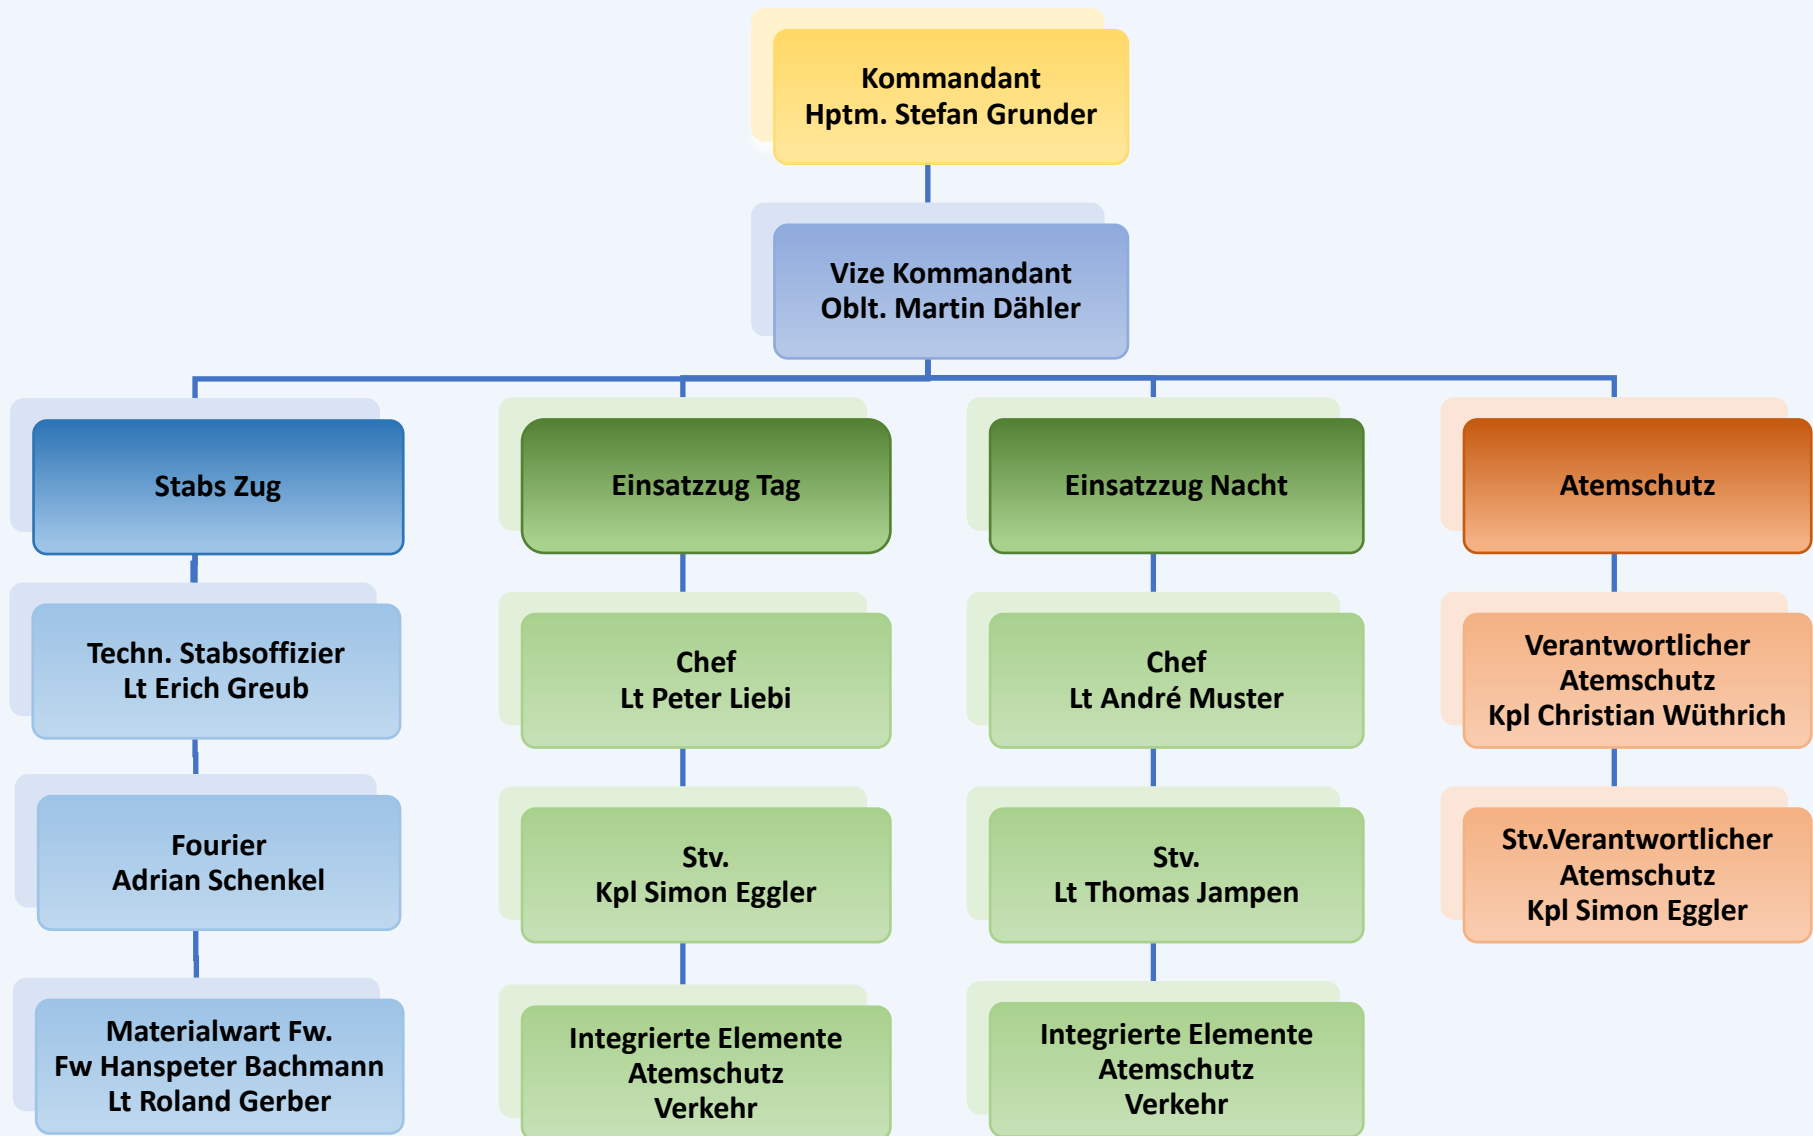 Kommandant
Hptm. Stefan Grunder
Vize Kommandant
Oblt. Martin Dähler
Stabs Zug
Einsatzzug Tag
Einsatzzug Nacht
Atemschutz
Techn. Stabsoffizier
Lt Erich Greub
Chef
Lt Peter Liebi
Chef
Lt André Muster
Verantwortlicher
Atemschutz
Kpl Christian Wüthrich
Fourier
Adrian Schenkel
Stv.
Kpl Simon Eggler
Stv.
Lt Thomas Jampen
Stv.Verantwortlicher
Atemschutz
Kpl Simon Eggler
Materialwart Fw.
Fw Hanspeter Bachmann
Lt Roland Gerber
Integrierte Elemente
Atemschutz
Verkehr
Integrierte Elemente
Atemschutz
Verkehr